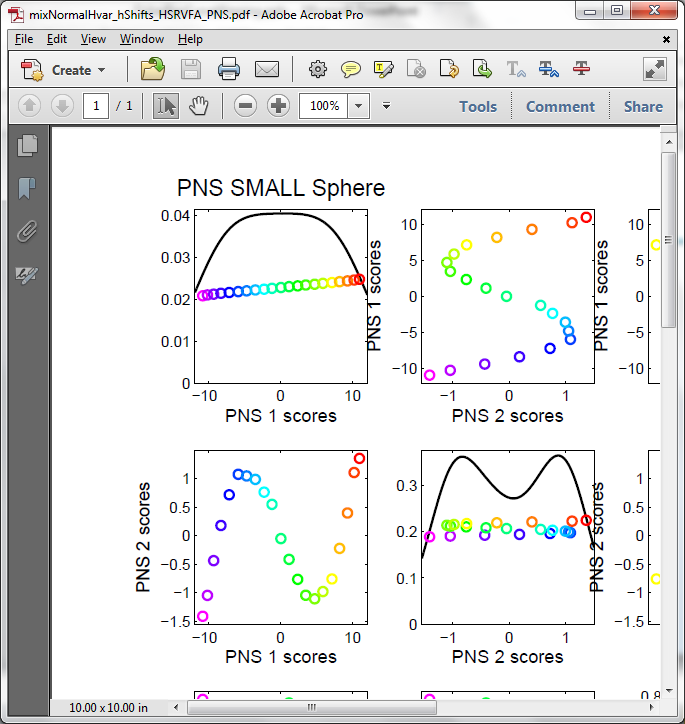 mixNormalHvar_hShifts_HSRVFA_PNS.pdf - Adobe Acrobat Pro
File Edit View Window Help
Create
1 / 1 100% Tools Comment Share
PNS SMALL Sphere
0.04
0.03
0.02
0.01
0
−10 0 10
PNS 1 scores
10
5
0
−5
−10
PNS 1 scores
−1 0 1
PNS 2 scores
10
5
0
−5
−10
PNS 1 scores
1
0.5
0
−0.5
−1
−1.5
PNS 2 scores
−10 0 10
PNS 1 scores
0.3
0.2
0.1
0
−1 0 1
PNS 2 scores
1
0.5
0
−0.5
−1
−1.5
PNS 2 scores
0.8
10.00 x 10.00 in